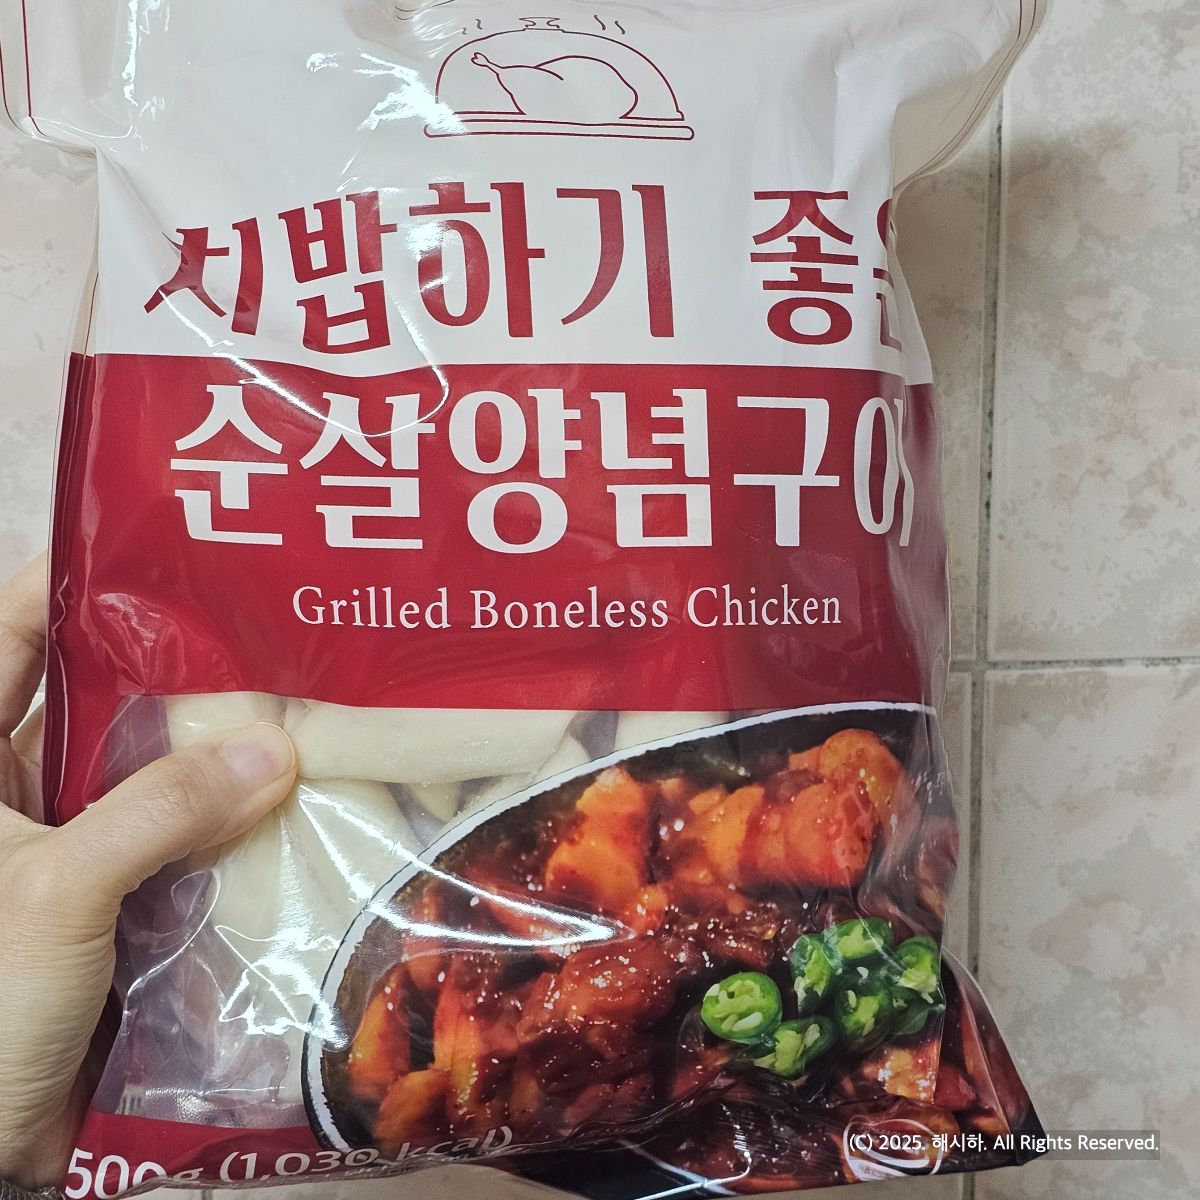 치밥하기 좋은
순살양념구이
Grilled Boneless Chicken
500g (1,030 kcal)
(C) 2025. 해시하. All Rights Reserved.